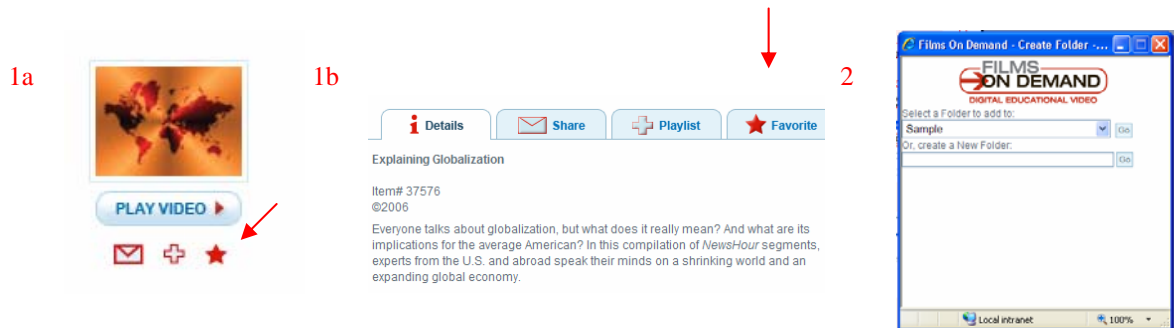 1a
PLAY VIDEO
1b
Details Share Playlist Favorite
Explaining Globalization
Item# 37576
©2006
Everyone talks about globalization, but what does it really mean? And what are its
implications for the average American? In this compilation of NewsHour segments,
experts from the U.S. and abroad speak their minds on a shrinking world and an
expanding global economy.
2
Films On Demand - Create Folder - ...
FILMS
ON DEMAND
DIGITAL EDUCATIONAL VIDEO
Select a Folder to add to:
Sample Go
Or, create a New Folder:
Go
Local intranet 100%